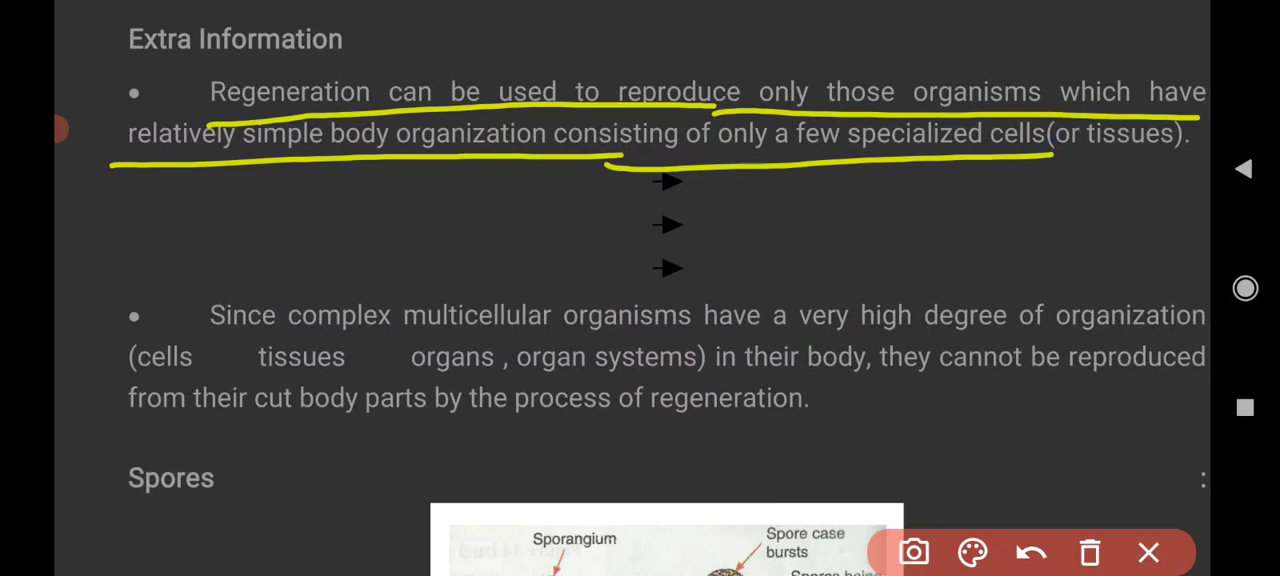 Extra Information
• Regeneration can be used to reproduce only those organisms which have
relatively simple body organization consisting of only a few specialized cells(or tissues).
• Since complex multicellular organisms have a very high degree of organization
(cells tissues organs , organ systems) in their body, they cannot be reproduced
from their cut body parts by the process of regeneration.
Spores :
Sporangium
Spore case
bursts
Spores being